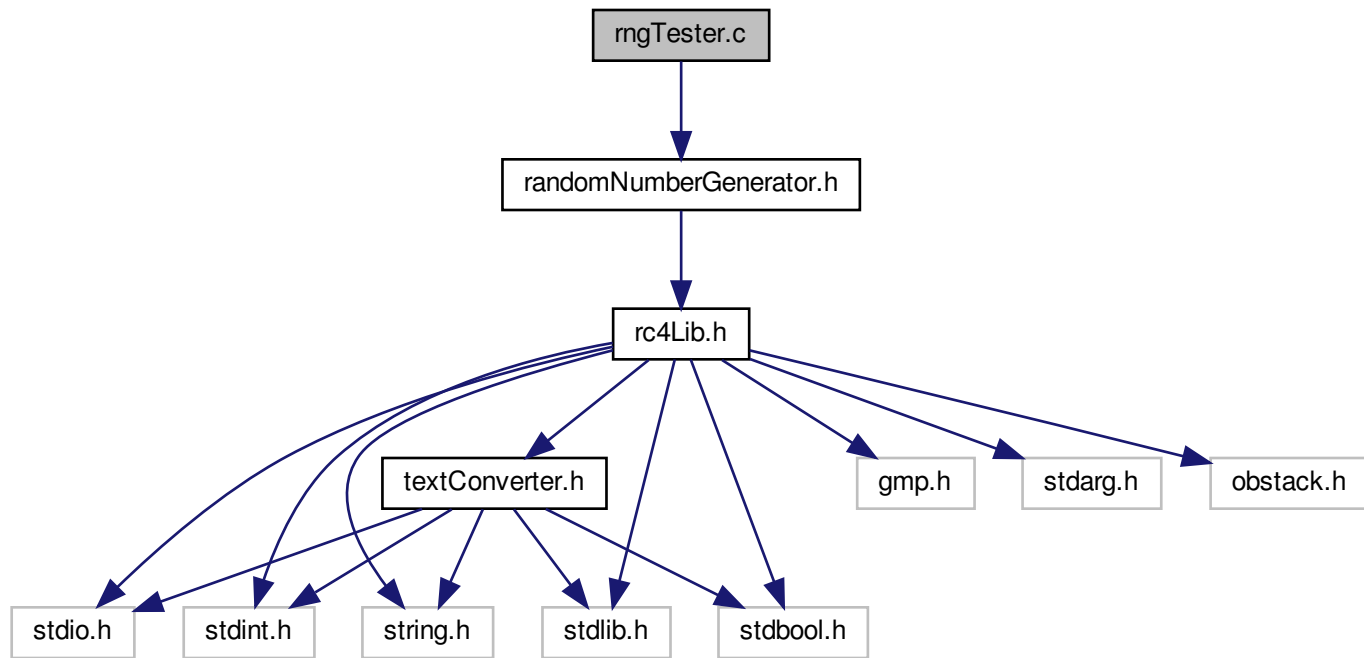 rngTester.c
randomNumberGenerator.h
rc4Lib.h
textConverter.h
gmp.h
stdarg.h
obstack.h
stdio.h
stdint.h
string.h
stdlib.h
stdbool.h